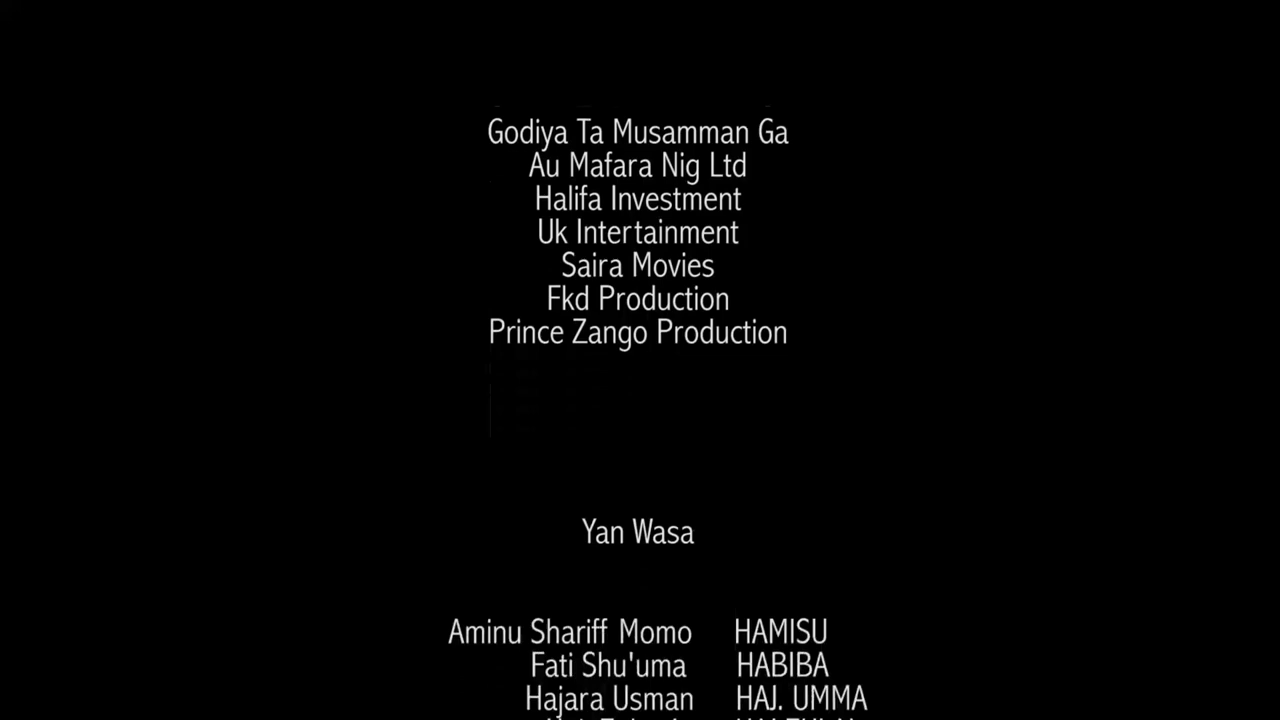 Godiya Ta Musamman Ga
Au Mafara Nig Ltd
Halifa Investment
Uk Intertainment
Saira Movies
Fkd Production
Prince Zango Production
Yan Wasa
Aminu Shariff Momo HAMISU
Fati Shu'uma HABIBA
Hajara Usman HAJ. UMMA